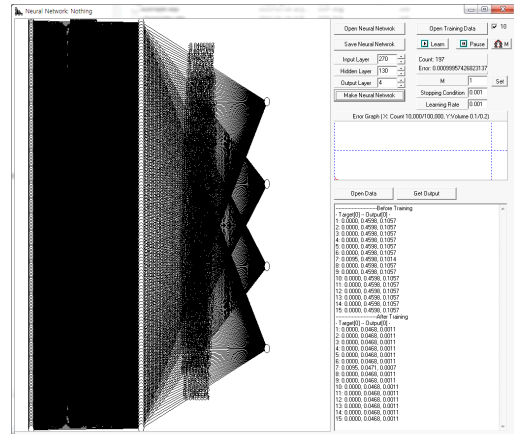 Neural Network: Nothing
Open Neural Network
Open Training Data
10
Save Neural Network
Learn
Pause
M
Input Layer 270
Hidden Layer 130
Output Layer 4
Make Neural Network
Count: 197
Error: 0.00099957426823137
M 1 Set
Stopping Condition 0.001
Learning Rate 0.001
Error Graph ( X: Count 10,000/100,000, Y:Volume 0.1/0.2)
Open Data
Get Output
--------------------Before Training
- Target[0] - Output[0] -
1: 0.0000, 0.4598, 0.1057
2: 0.0000, 0.4598, 0.1057
3: 0.0000, 0.4598, 0.1057
4: 0.0000, 0.4598, 0.1057
5: 0.0000, 0.4598, 0.1057
6: 0.0000, 0.4598, 0.1057
7: 0.0095, 0.4598, 0.1014
8: 0.0000, 0.4598, 0.1057
9: 0.0000, 0.4598, 0.1057
10: 0.0000, 0.4598, 0.1057
11: 0.0000, 0.4598, 0.1057
12: 0.0000, 0.4598, 0.1057
13: 0.0000, 0.4598, 0.1057
14: 0.0000, 0.4598, 0.1057
15: 0.0000, 0.4598, 0.1057
--------------------After Training
- Target[0] - Output[0] -
1: 0.0000, 0.0468, 0.0011
2: 0.0000, 0.0468, 0.0011
3: 0.0000, 0.0468, 0.0011
4: 0.0000, 0.0468, 0.0011
5: 0.0000, 0.0468, 0.0011
6: 0.0000, 0.0468, 0.0011
7: 0.0095, 0.0471, 0.0007
8: 0.0000, 0.0468, 0.0011
9: 0.0000, 0.0468, 0.0011
10: 0.0000, 0.0468, 0.0011
11: 0.0000, 0.0468, 0.0011
12: 0.0000, 0.0468, 0.0011
13: 0.0000, 0.0468, 0.0011
14: 0.0000, 0.0468, 0.0011
15: 0.0000, 0.0468, 0.0011